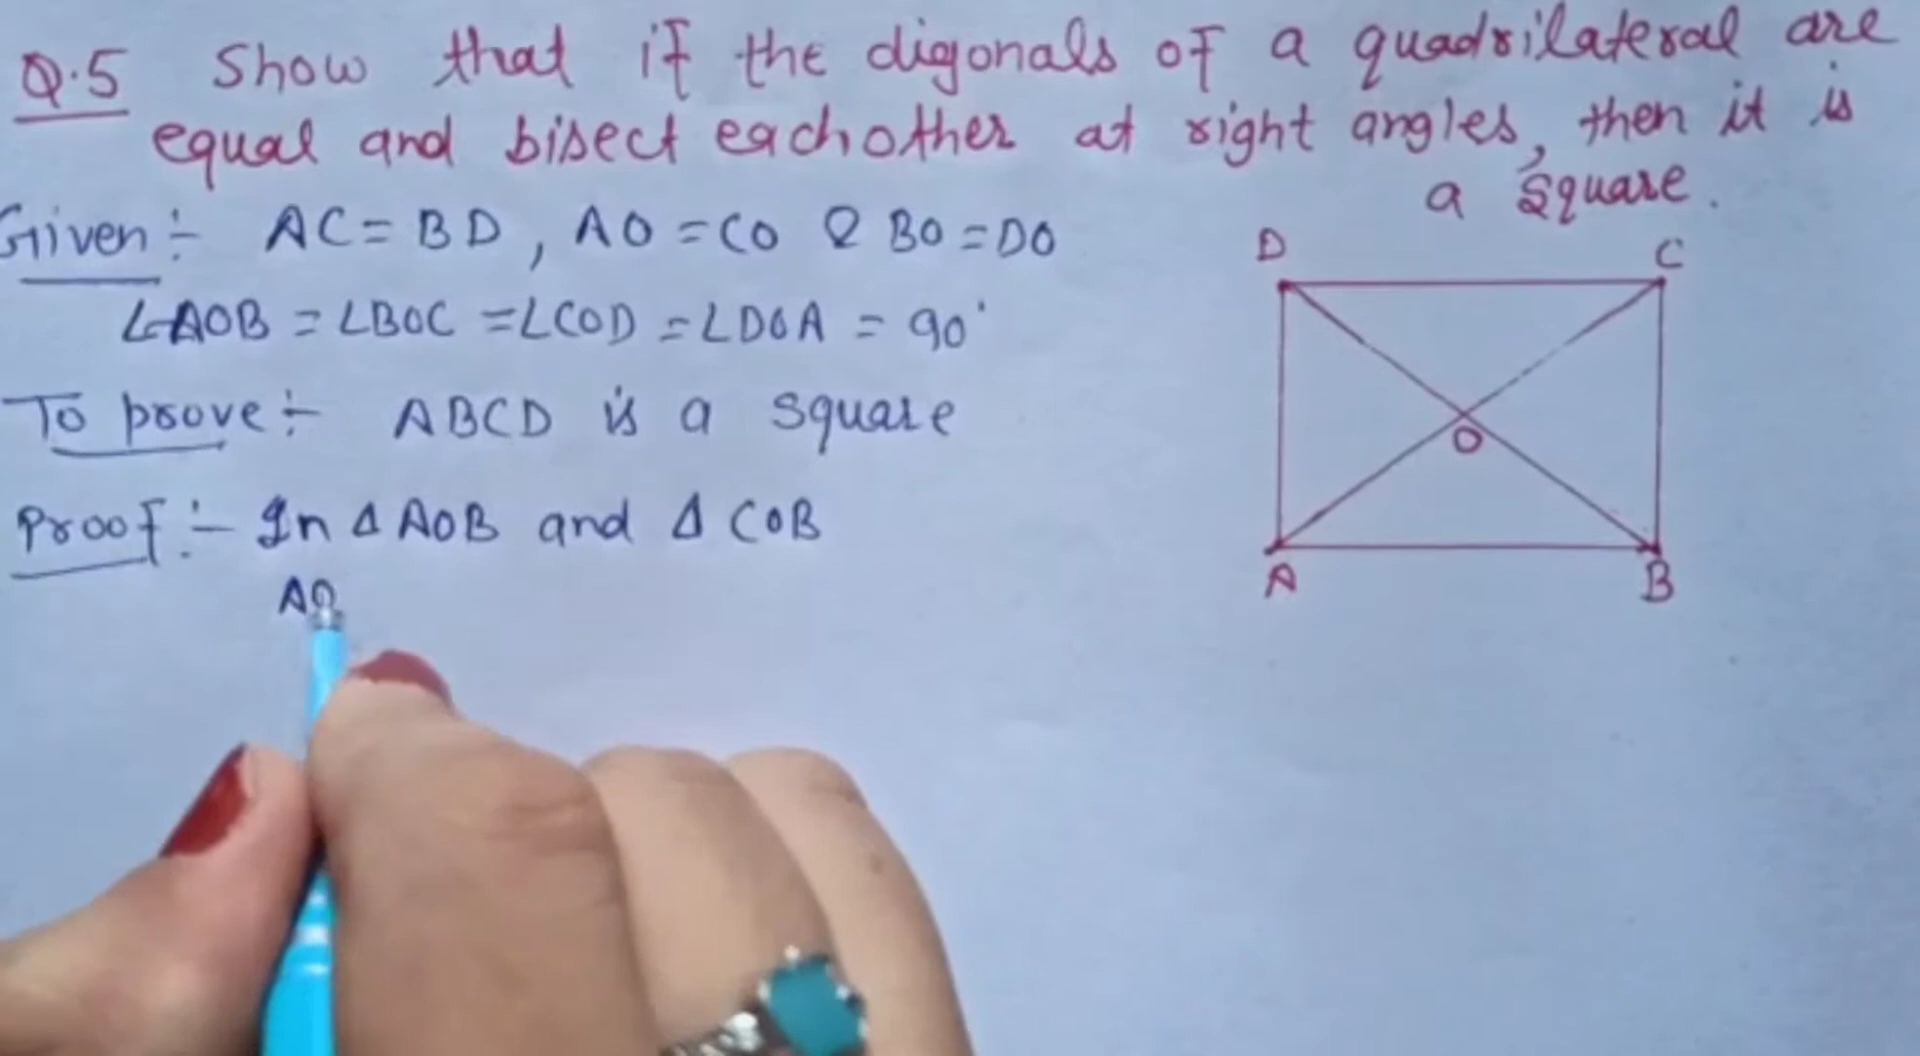 Q.5 Show that if the digonals of a quadrilateral are
equal and bisect eachother at right angles, then it is
a square.
Given :- AC = BD, AO = CO & BO = DO
∠AOB = ∠BOC = ∠COD = ∠DOA = 90°
To prove :- ABCD is a square
Proof :- In Δ AOB and Δ COB
AO
D C
O
A B